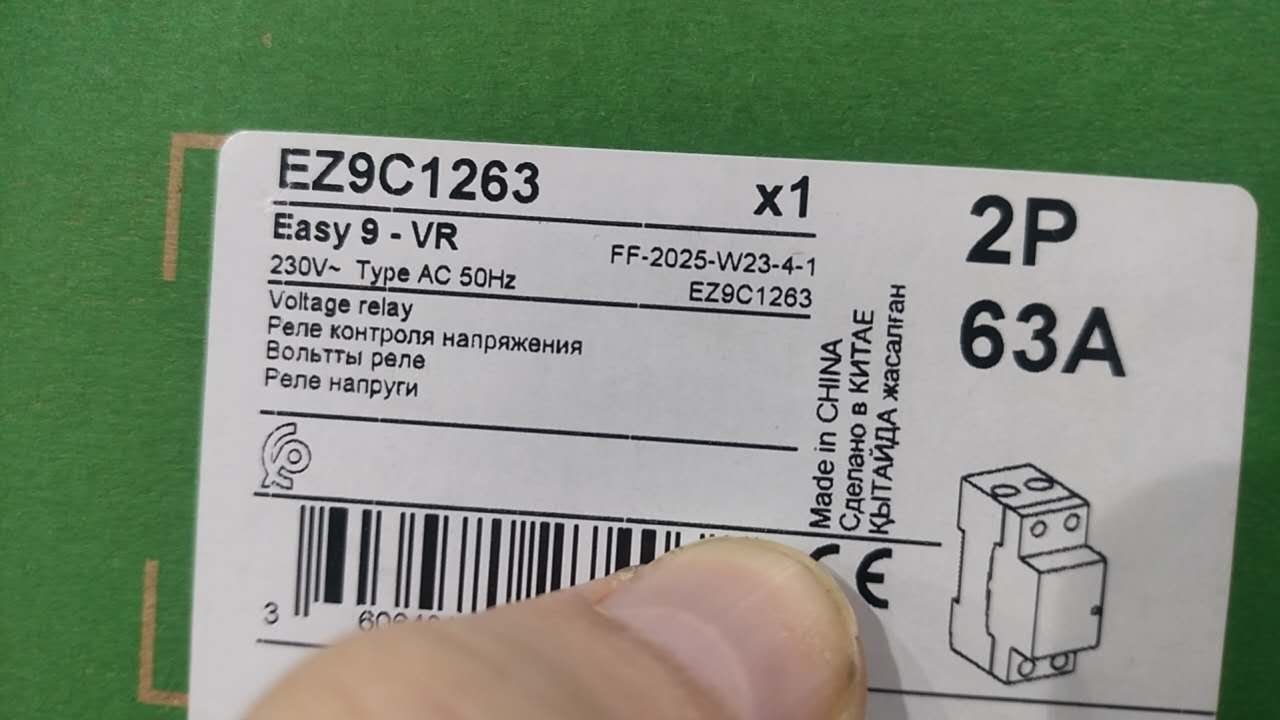 EZ9C1263 x1
Easy 9 - VR
FF-2025-W23-4-1
230V~ Type AC 50Hz
EZ9C1263
Voltage relay
Реле контроля напряжения
Вольтты реле
Реле напруги
2P
63A
Made in CHINA
Сделано в КИТАЕ
ҚЫТАЙДА жасалған
CE
3